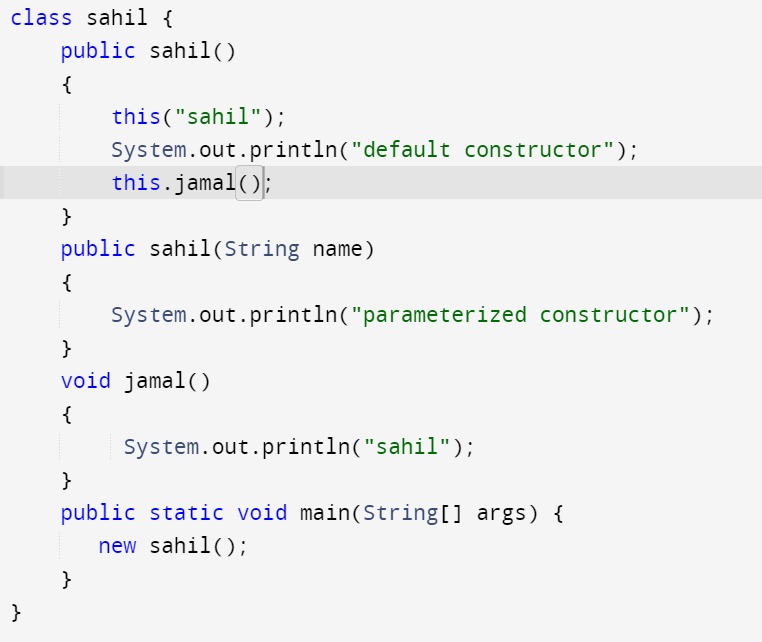 class sahil {
public sahil()
{
this("sahil");
System.out.println("default constructor");
this.jamal();
}
public sahil(String name)
{
System.out.println("parameterized constructor");
}
void jamal()
{
System.out.println("sahil");
}
public static void main(String[] args) {
new sahil();
}
}